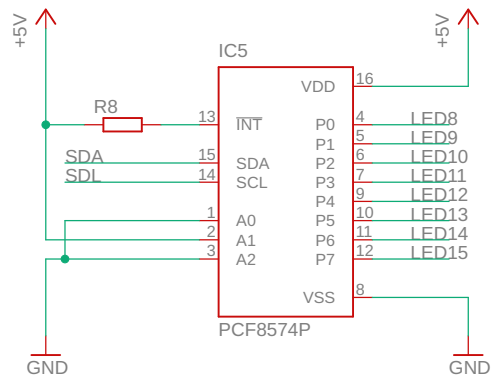 +5V
+5V
IC5
VDD 16
R8
13 INT P0 4 LED8
P1 5 LED9
SDA 15 SDA P2 6 LED10
SDL 14 SCL P3 7 LED11
P4 9 LED12
1 A0 P5 10 LED13
2 A1 P6 11 LED14
3 A2 P7 12 LED15
VSS 8
PCF8574P
GND
GND